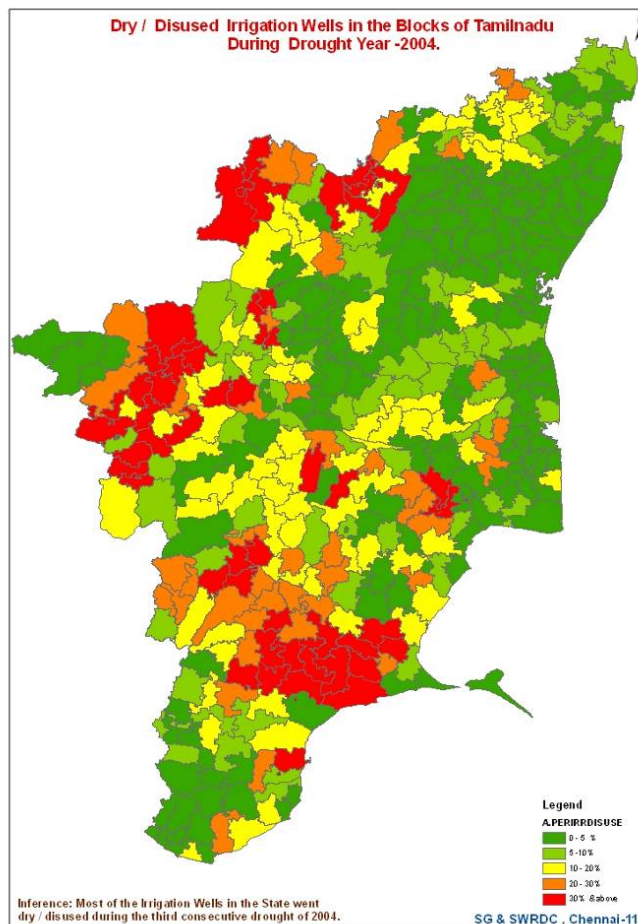 Dry / Disused Irrigation Wells in the Blocks of Tamilnadu
During Drought Year -2004.
Legend
A.PERIRRDISUSE
0 - 5 %
5 -10%
10 - 20%
20 - 30%
30% &above
Inference: Most of the Irrigation Wells in the State went
dry / disused during the third consecutive drought of 2004.
SG & SWRDC , Chennai-11